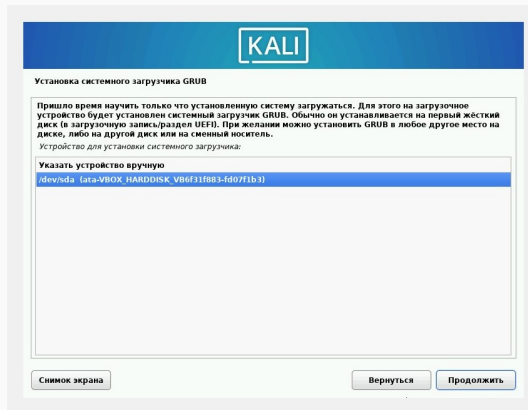 KALI
Установка системного загрузчика GRUB
Пришло время научить только что установленную систему загружаться. Для этого на загрузочное
устройство будет установлен системный загрузчик GRUB. Обычно он устанавливается на первый жёсткий
диск (в загрузочную запись/раздел UEFI). При желании можно установить GRUB в любое другое место на
диске, либо на другой диск или на сменный носитель.
Устройство для установки системного загрузчика:
Указать устройство вручную
/dev/sda (ata-VBOX_HARDDISK_VB6f31f883-fd07f1b3)
Снимок экрана
Вернуться
Продолжить